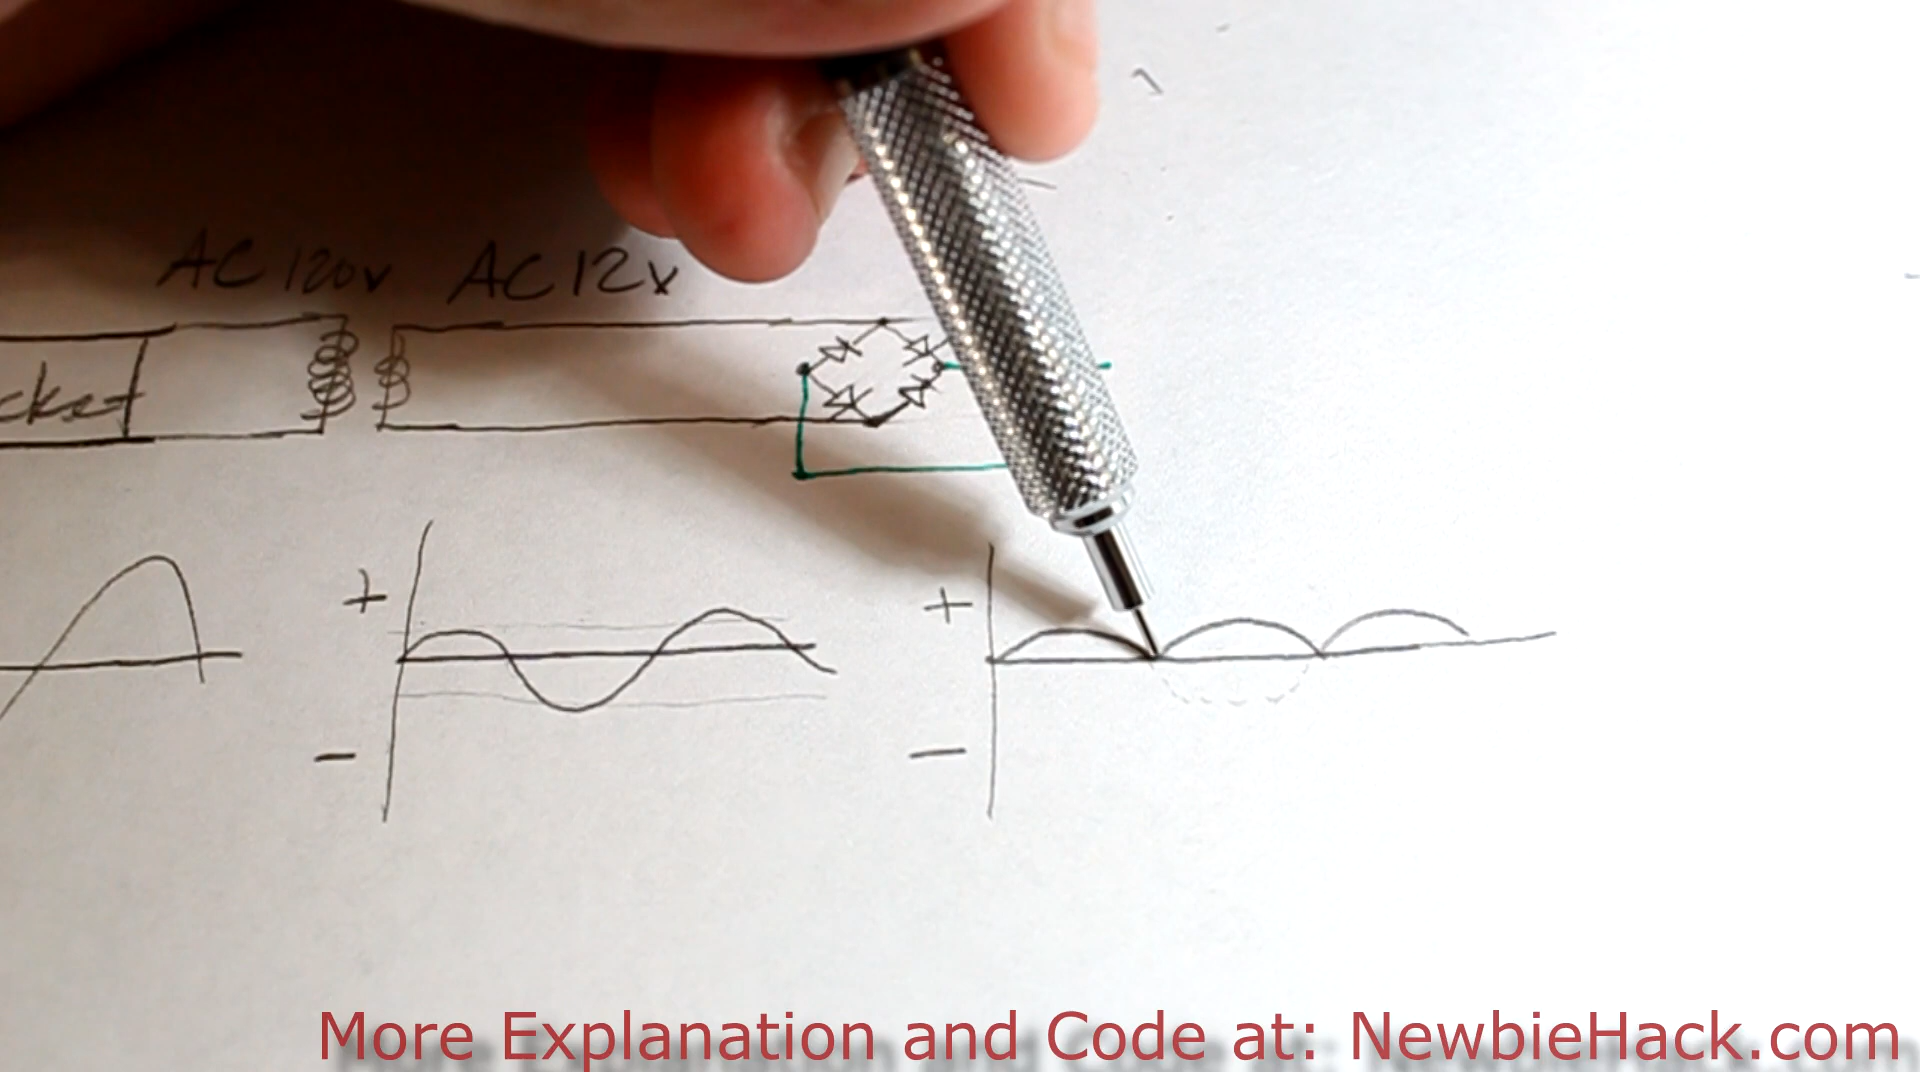 AC 120v AC 12v
cket
+
+
-
-
More Explanation and Code at: NewbieHack.com